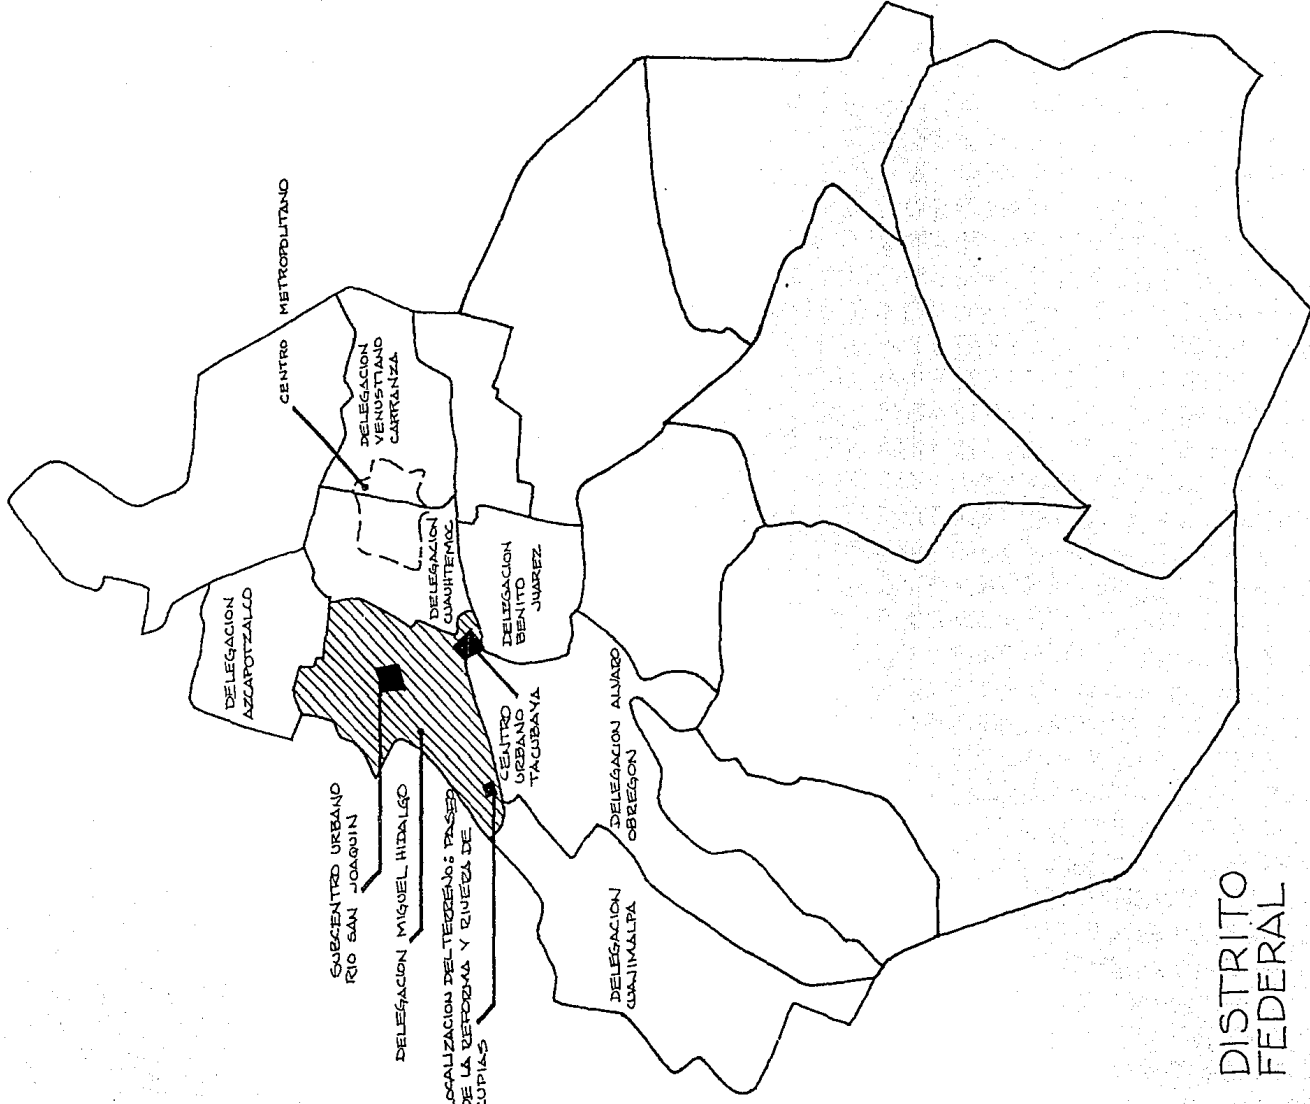 CENTRO METROPOLITANO
DELEGACION
VENUSTIANO
CARRANZA
DELEGACION
AZCAPOTZALCO
DELEGACION
CUAUHTEMOC
DELEGACION
BENITO
JUAREZ
CENTRO
URBANO
TACUBAYA
SUBCENTRO URBANO
RIO SAN JOAQUIN
DELEGACION MIGUEL HIDALGO
LOCALIZACION DEL TERRENO: PASEO
DE LA REFORMA Y RIVERA DE
CUPIAS
DELEGACION ALVARO
OBREGON
DELEGACION
CUAJIMALPA
DISTRITO
FEDERAL